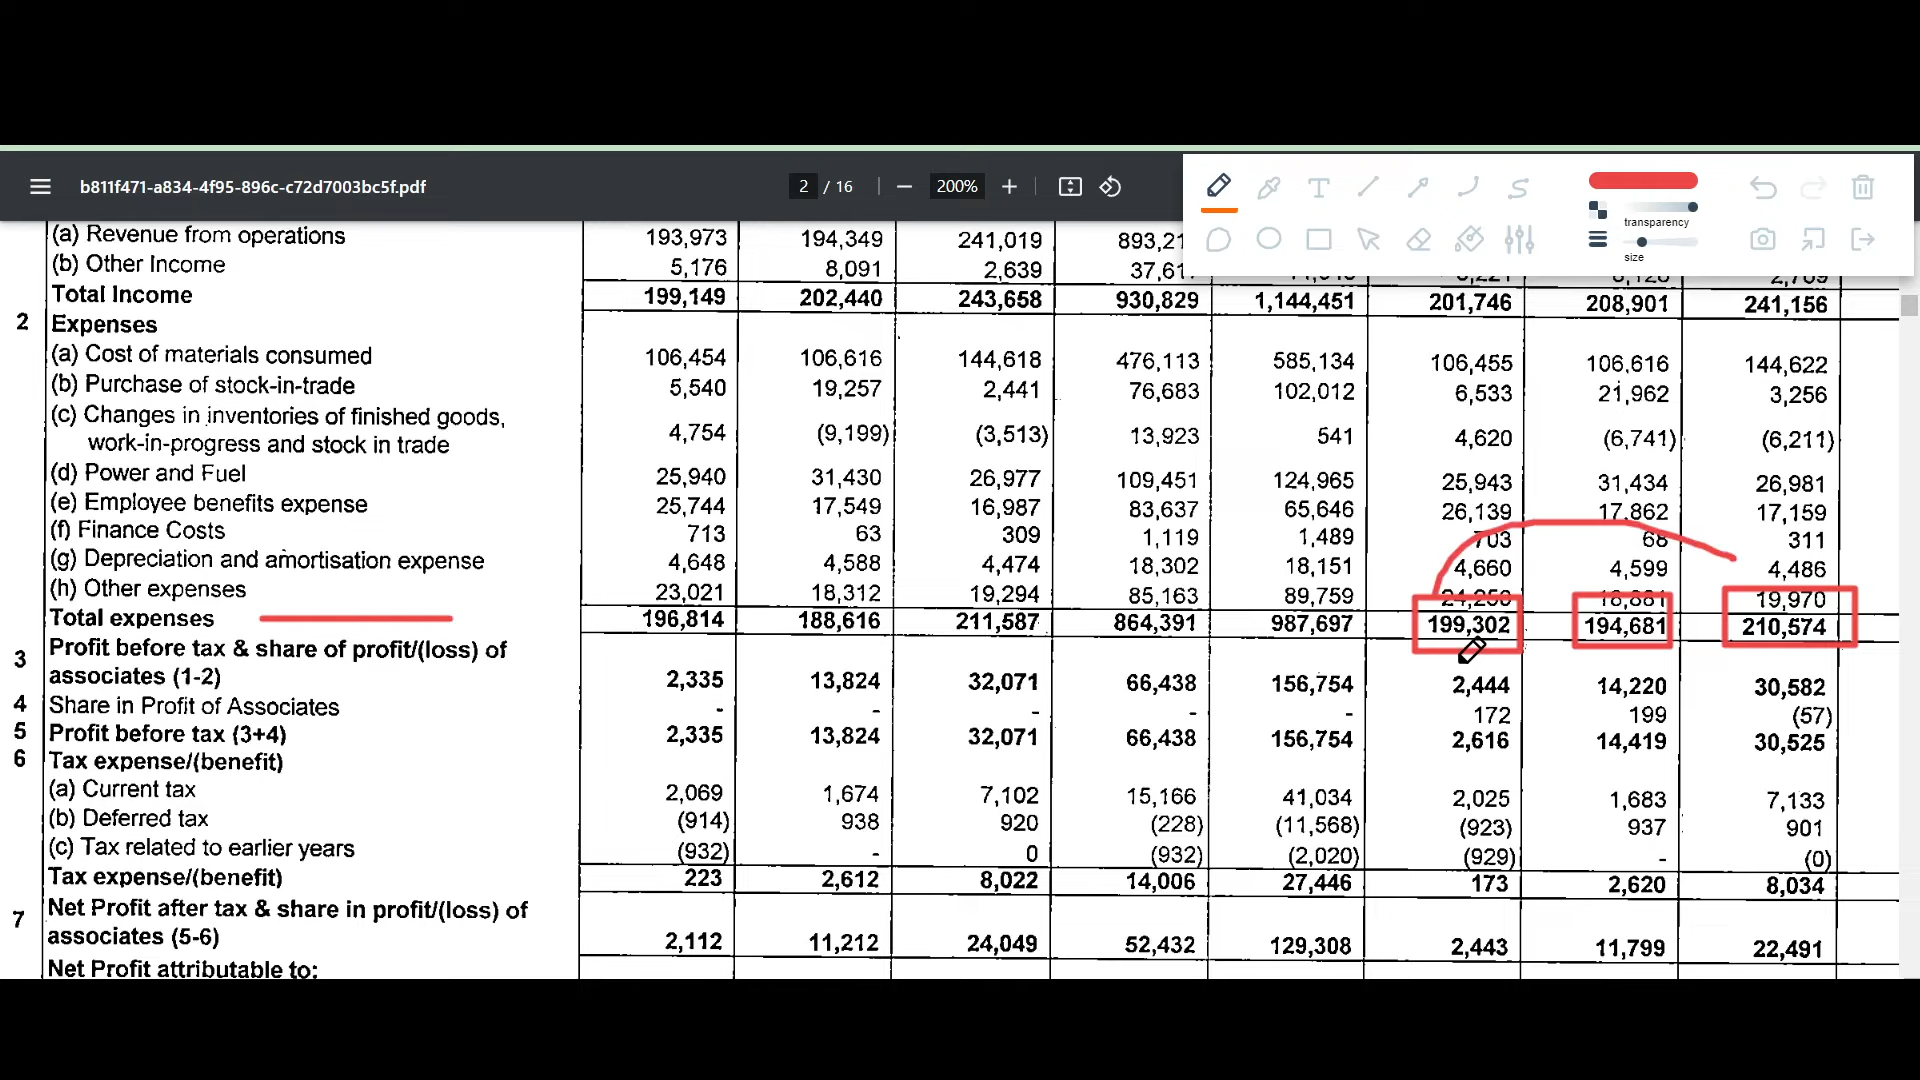 b811f471-a834-4f95-896c-c72d7003bc5f.pdf 2 / 16 200%
transparency
size
(a) Revenue from operations 193,973 194,349 241,019
(b) Other Income 5,176 8,091 2,639
Total Income 199,149 202,440 243,658 930,829 1,144,451 201,746 208,901 241,156
2 Expenses
(a) Cost of materials consumed 106,454 106,616 144,618 476,113 585,134 106,455 106,616 144,622
(b) Purchase of stock-in-trade 5,540 19,257 2,441 76,683 102,012 6,533 21,962 3,256
(c) Changes in inventories of finished goods,
work-in-progress and stock in trade 4,754 (9,199) (3,513) 13,923 541 4,620 (6,741) (6,211)
(d) Power and Fuel 25,940 31,430 26,977 109,451 124,965 25,943 31,434 26,981
(e) Employee benefits expense 25,744 17,549 16,987 83,637 65,646 26,139 17,862 17,159
(f) Finance Costs 713 63 309 1,119 1,489 703 68 311
(g) Depreciation and amortisation expense 4,648 4,588 4,474 18,302 18,151 4,660 4,599 4,486
(h) Other expenses 23,021 18,312 19,294 85,163 89,759 19,970
Total expenses 196,814 188,616 211,587 864,391 987,697 199,302 194,681 210,574
3 Profit before tax & share of profit/(loss) of
associates (1-2) 2,335 13,824 32,071 66,438 156,754 2,444 14,220 30,582
4 Share in Profit of Associates - - - - - 172 199 (57)
5 Profit before tax (3+4) 2,335 13,824 32,071 66,438 156,754 2,616 14,419 30,525
6 Tax expense/(benefit)
(a) Current tax 2,069 1,674 7,102 15,166 41,034 2,025 1,683 7,133
(b) Deferred tax (914) 938 920 (228) (11,568) (923) 937 901
(c) Tax related to earlier years (932) - 0 (932) (2,020) (929) - (0)
Tax expense/(benefit) 223 2,612 8,022 14,006 27,446 173 2,620 8,034
7 Net Profit after tax & share in profit/(loss) of
associates (5-6) 2,112 11,212 24,049 52,432 129,308 2,443 11,799 22,491
Net Profit attributable to: